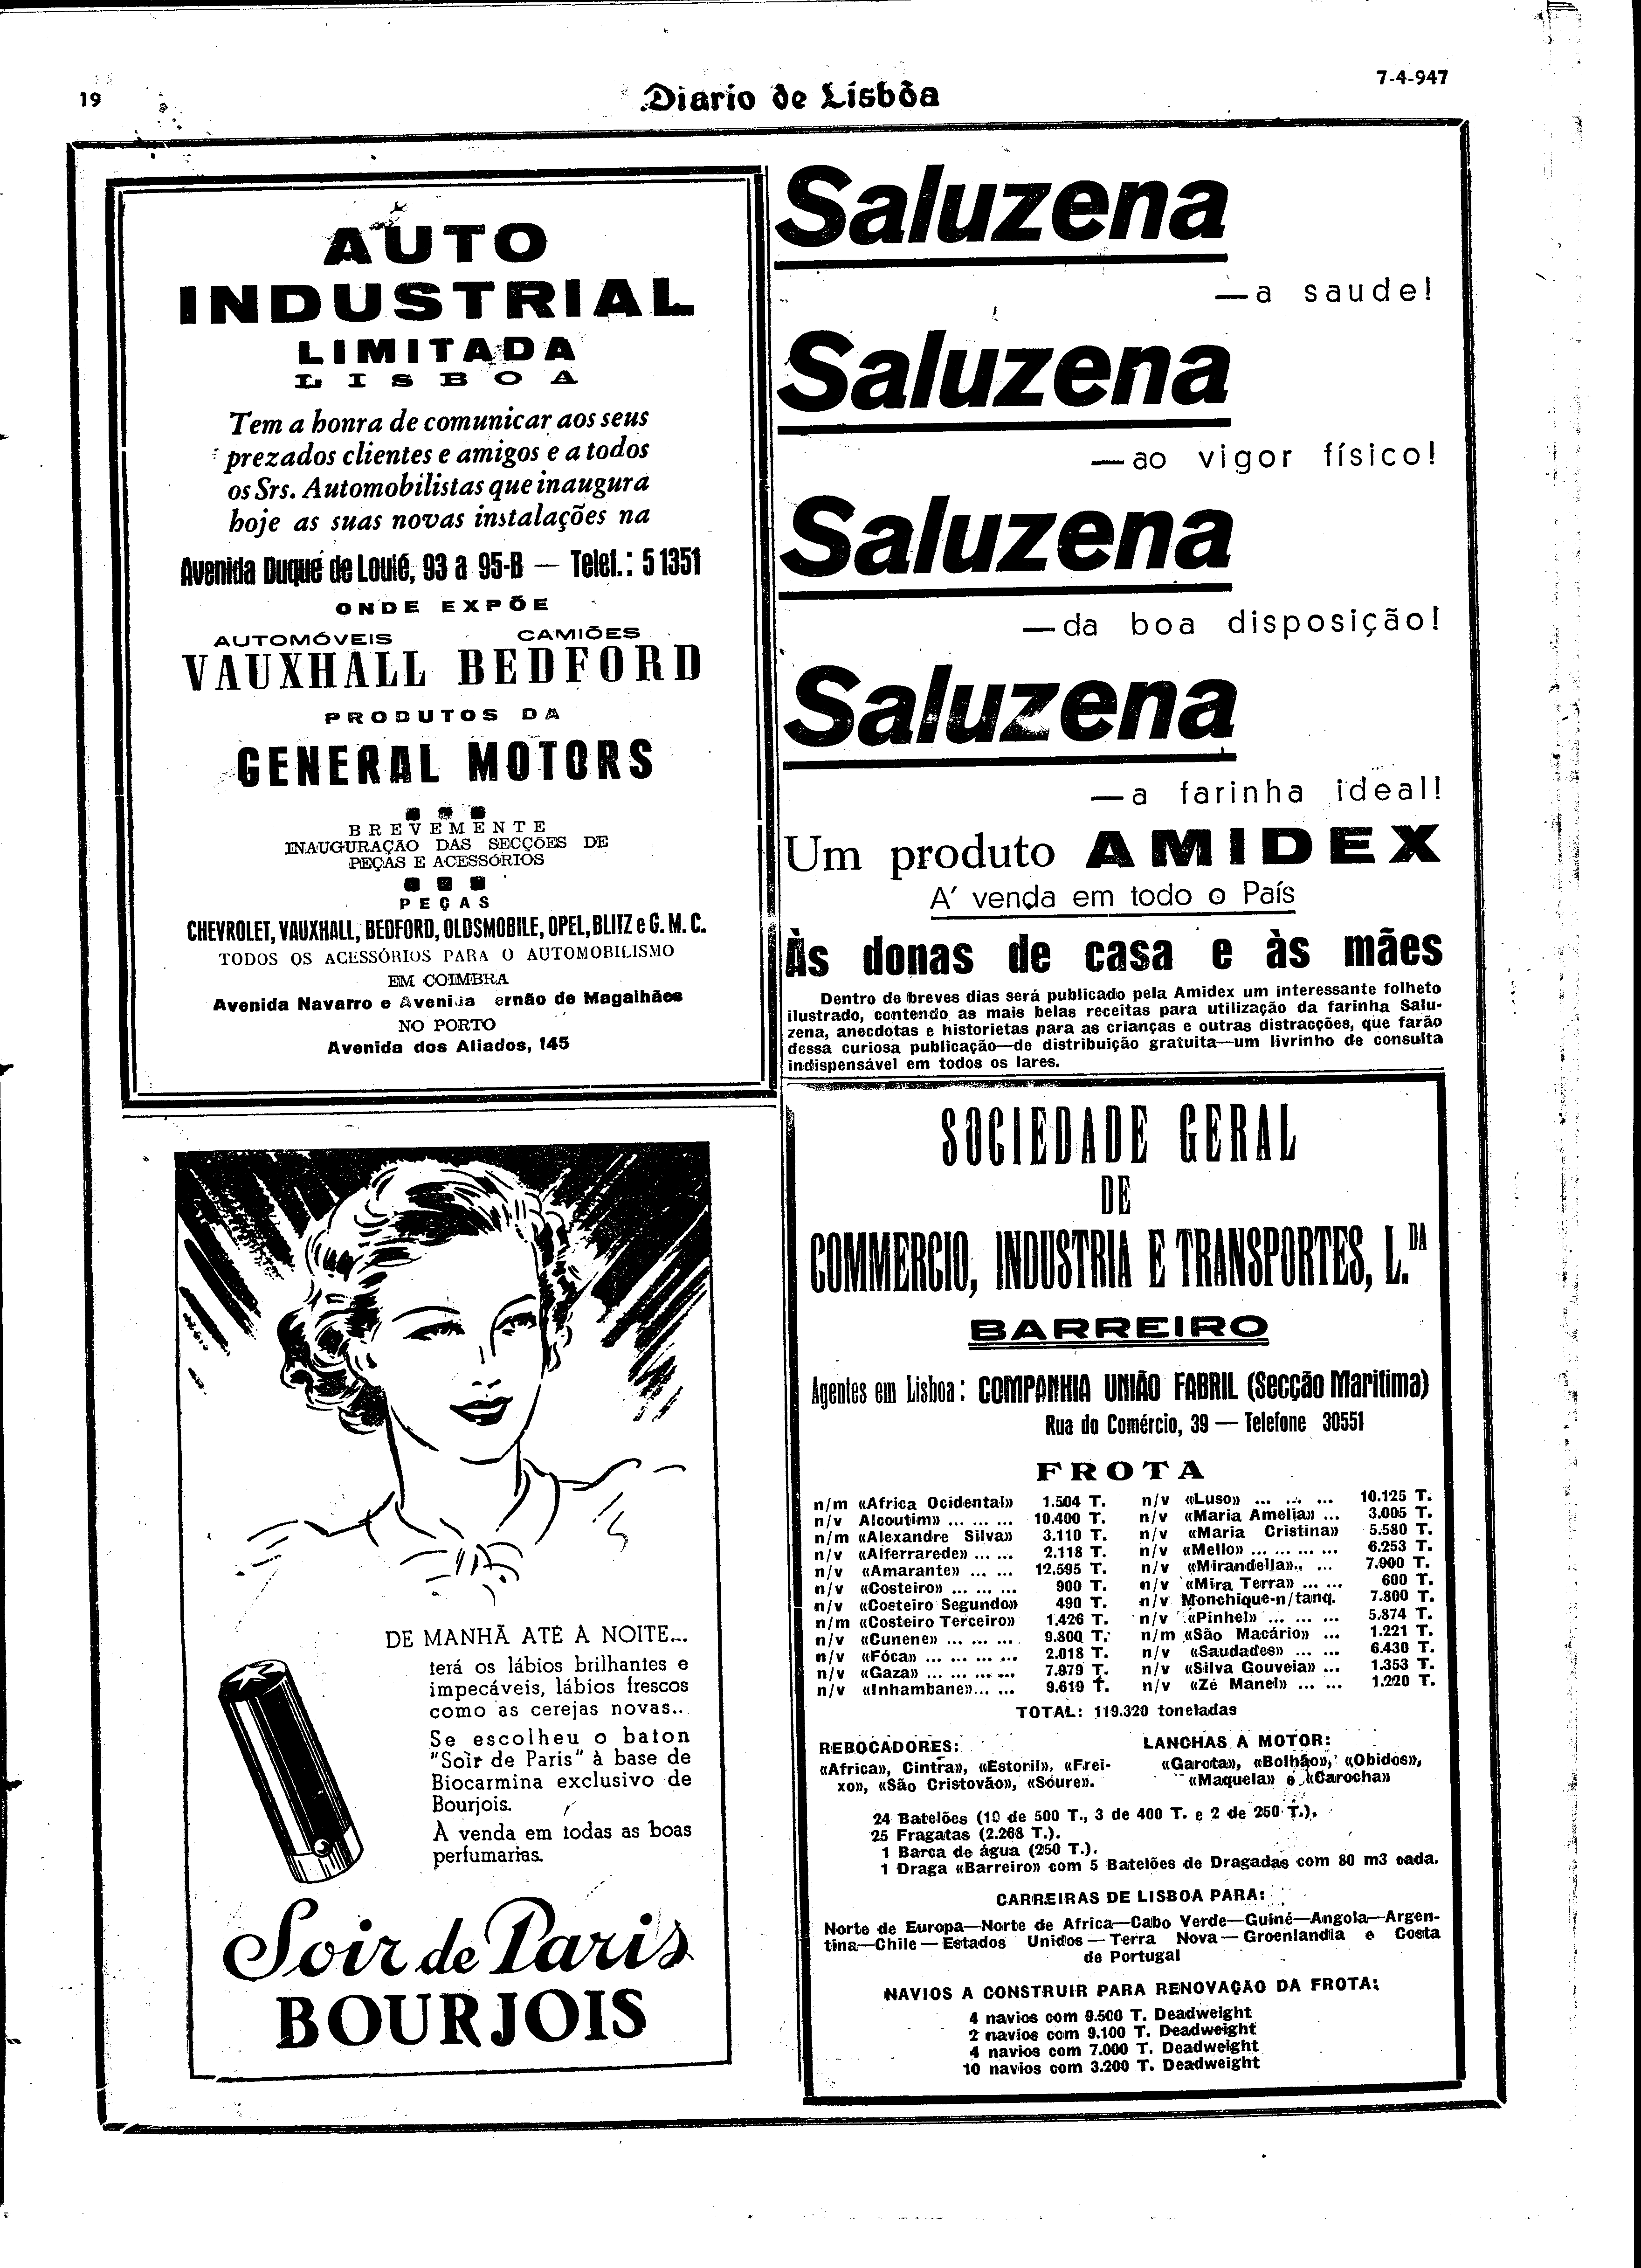 19
Diario de Lisbôa
7-4-947
AUTO
INDUSTRIAL
LIMITADA
LISBOA
Tem a honra de comunicar aos seus
prezados clientes e amigos e a todos
os Srs. Automobilistas que inaugura
hoje as suas novas instalações na
Avenida Duque de Loulé, 93 a 95-B — Telef.: 51351
ONDE EXPÕE
AUTOMÓVEIS CAMIÕES
VAUXHALL BEDFORD
PRODUTOS DA
GENERAL MOTORS
BREVEMENTE
INAUGURAÇÃO DAS SECÇÕES DE
PEÇAS E ACESSÓRIOS
PEÇAS
CHEVROLET, VAUXHALL, BEDFORD, OLDSMOBILE, OPEL, BLITZ e G. M. C.
TODOS OS ACESSÓRIOS PARA O AUTOMOBILISMO
EM COIMBRA
Avenida Navarro e Avenida ernão de Magalhães
NO PORTO
Avenida dos Aliados, 145
Saluzena
—a saude!
Saluzena
—ao vigor físico!
Saluzena
—da boa disposição!
Saluzena
—a farinha ideal!
Um produto AMIDEX
A' venda em todo o País
Às donas de casa e às mães
Dentro de breves dias será publicado pela Amidex um interessante folheto
ilustrado, contendo as mais belas receitas para utilização da farinha Salu-
zena, anecdotas e historietas para as crianças e outras distracções, que farão
dessa curiosa publicação—de distribuição gratuita—um livrinho de consulta
indispensável em todos os lares.
DE MANHÃ ATÉ À NOITE...
terá os lábios brilhantes e
impecáveis, lábios frescos
como as cerejas novas..
Se escolheu o baton
"Soir de Paris" à base de
Biocarmina exclusivo de
Bourjois.
À venda em todas as boas
perfumarias.
Soir de Paris
BOURJOIS
SOCIEDADE GERAL
DE
COMMERCIO, INDUSTRIA E TRANSPORTES, L.DA
BARREIRO
Agentes em Lisboa: COMPANHIA UNIÃO FABRIL (Secção Maritima)
Rua do Comércio, 39 — Telefone 30551
FROTA
n/m «Africa Ocidental» 1.504 T.
n/v Alcoutim» ... ... ... 10.400 T.
n/m «Alexandre Silva» 3.110 T.
n/v «Alferrarede» ... ... 2.118 T.
n/v «Amarante» ... ... 12.595 T.
n/v «Costeiro» ... ... ... 900 T.
n/v «Costeiro Segundo» 490 T.
n/m «Costeiro Terceiro» 1.426 T.
n/v «Cunene» ... ... ... 9.800 T.
n/v «Fóca» ... ... ... ... 2.018 T.
n/v «Gaza» ... ... ... ... 7.979 T.
n/v «Inhambane»... ... 9.619 T.
n/v «Luso» ... ... ... 10.125 T.
n/v «Maria Amelia» ... 3.005 T.
n/v «Maria Cristina» 5.580 T.
n/v «Mello» ... ... ... ... 6.253 T.
n/v «Mirandella».. ... 7.000 T.
n/v «Mira Terra» ... ... 600 T.
n/v Monchique-n/tanq. 7.800 T.
n/v «Pinhel» ... ... ... 5.874 T.
n/m «São Macário» ... 1.221 T.
n/v «Saudades» ... ... 6.430 T.
n/v «Silva Gouveia» ... 1.353 T.
n/v «Zé Manel» ... ... 1.220 T.
TOTAL: 119.320 toneladas
REBOCADORES:
«Africa», Cintra», «Estoril», «Frei-
xo», «São Cristovão», «Soure».
LANCHAS A MOTOR:
«Garota», «Bolhão», «Obidos»,
«Maquela» e «Carocha»
24 Batelões (19 de 500 T., 3 de 400 T. e 2 de 250 T.).
25 Fragatas (2.268 T.).
1 Barca de água (250 T.).
1 Draga «Barreiro» com 5 Batelões de Dragadas com 80 m3 cada.
CARREIRAS DE LISBOA PARA:
Norte de Europa—Norte de Africa—Cabo Verde—Guiné—Angola—Argen-
tina—Chile — Estados Unidos — Terra Nova — Groenlandia e Costa
de Portugal
NAVIOS A CONSTRUIR PARA RENOVAÇÃO DA FROTA:
4 navios com 9.500 T. Deadweight
2 navios com 9.100 T. Deadweight
4 navios com 7.000 T. Deadweight
10 navios com 3.200 T. Deadweight